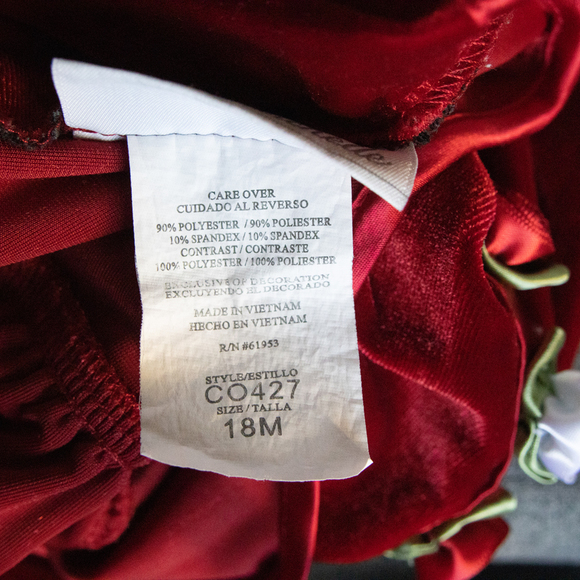 CARE OVER
CUIDADO AL REVERSO
90% POLYESTER / 90% POLIESTER
10% SPANDEX / 10% SPANDEX
CONTRAST / CONTRASTE
100% POLYESTER / 100% POLIESTER
EXCLUSIVE OF DECORATION
EXCLUYENDO EL DECORADO
MADE IN VIETNAM
HECHO EN VIETNAM
R/N #61953
STYLE/ESTILLO
CO427
SIZE / TALLA
18M